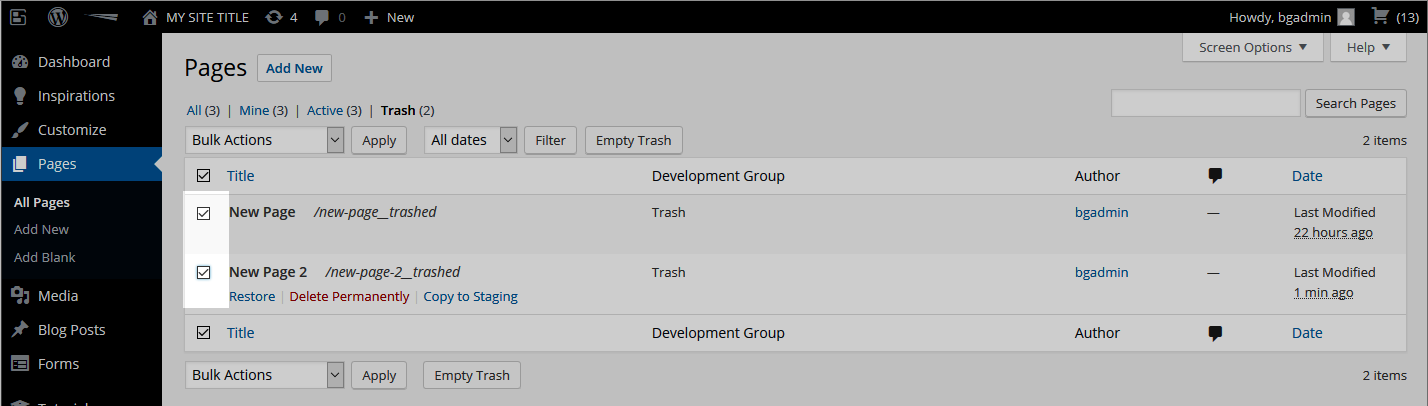 MY SITE TITLE 4 0 + New Howdy, bgadmin (13)
Dashboard
Inspirations
Customize
Pages
All Pages
Add New
Add Blank
Media
Blog Posts
Forms
Screen Options Help
Pages Add New
All (3) | Mine (3) | Active (3) | Trash (2)
Search Pages
Bulk Actions Apply All dates Filter Empty Trash 2 items
Title Development Group Author Date
New Page /new-page__trashed Trash bgadmin — Last Modified
22 hours ago
New Page 2 /new-page-2__trashed Trash bgadmin — Last Modified
Restore | Delete Permanently | Copy to Staging 1 min ago
Title Development Group Author Date
Bulk Actions Apply Empty Trash 2 items